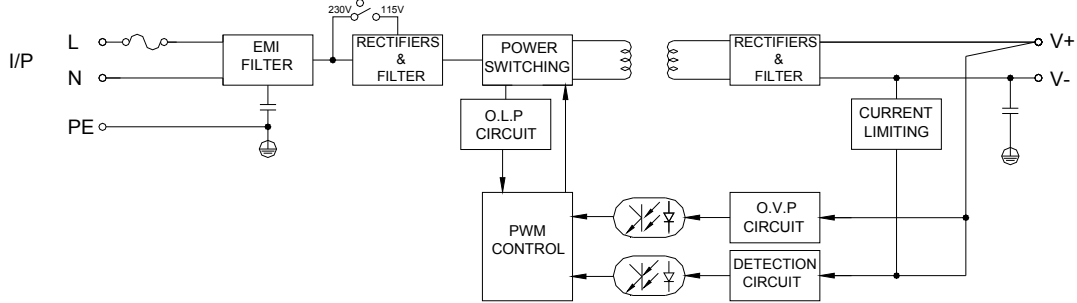 230V 115V
I/P
L
N
PE
EMI
FILTER
RECTIFIERS
&
FILTER
POWER
SWITCHING
RECTIFIERS
&
FILTER
V+
V-
O.L.P
CIRCUIT
CURRENT
LIMITING
PWM
CONTROL
O.V.P
CIRCUIT
DETECTION
CIRCUIT